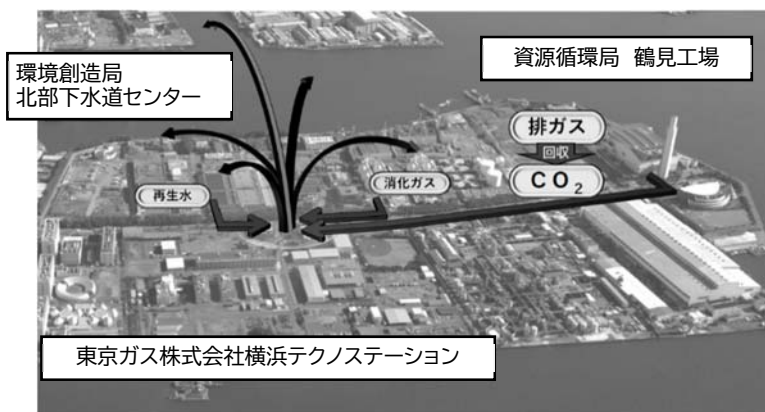 環境創造局
北部下水道センター
資源循環局 鶴見工場
排ガス
回収
CO₂
消化ガス
再生水
東京ガス株式会社横浜テクノステーション